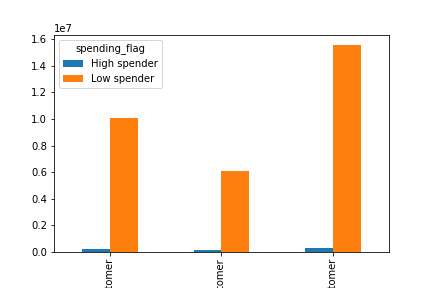 1e7
spending_flag
High spender
Low spender
1.6
1.4
1.2
1.0
0.8
0.6
0.4
0.2
0.0
tomer
tomer
tomer